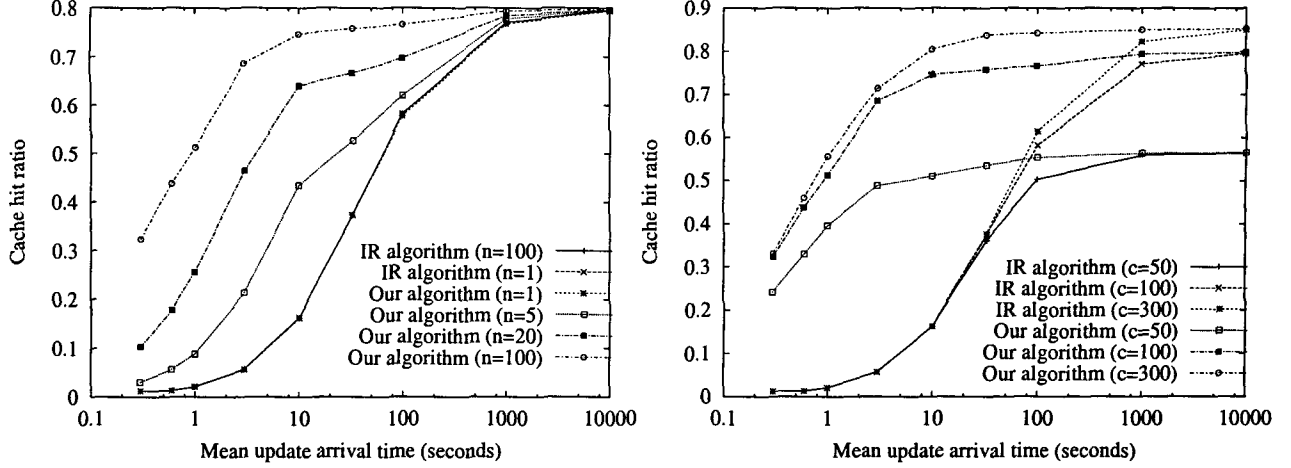 0.8
0.7
0.6
0.5
0.4
0.3
0.2
0.1
0
Cache hit ratio
IR algorithm (n=100)
IR algorithm (n=1)
Our algorithm (n=1)
Our algorithm (n=5)
Our algorithm (n=20)
Our algorithm (n=100)
0.1 1 10 100 1000 10000
Mean update arrival time (seconds)
0.9
0.8
0.7
0.6
0.5
0.4
0.3
0.2
0.1
0
Cache hit ratio
IR algorithm (c=50)
IR algorithm (c=100)
IR algorithm (c=300)
Our algorithm (c=50)
Our algorithm (c=100)
Our algorithm (c=300)
0.1 1 10 100 1000 10000
Mean update arrival time (seconds)